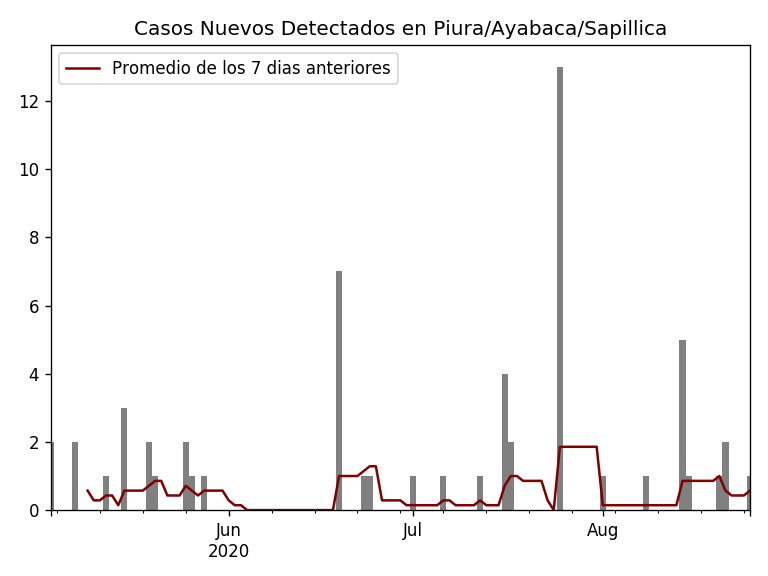 Casos Nuevos Detectados en Piura/Ayabaca/Sapillica
Promedio de los 7 dias anteriores
12
10
8
6
4
2
0
Jun
2020
Jul
Aug